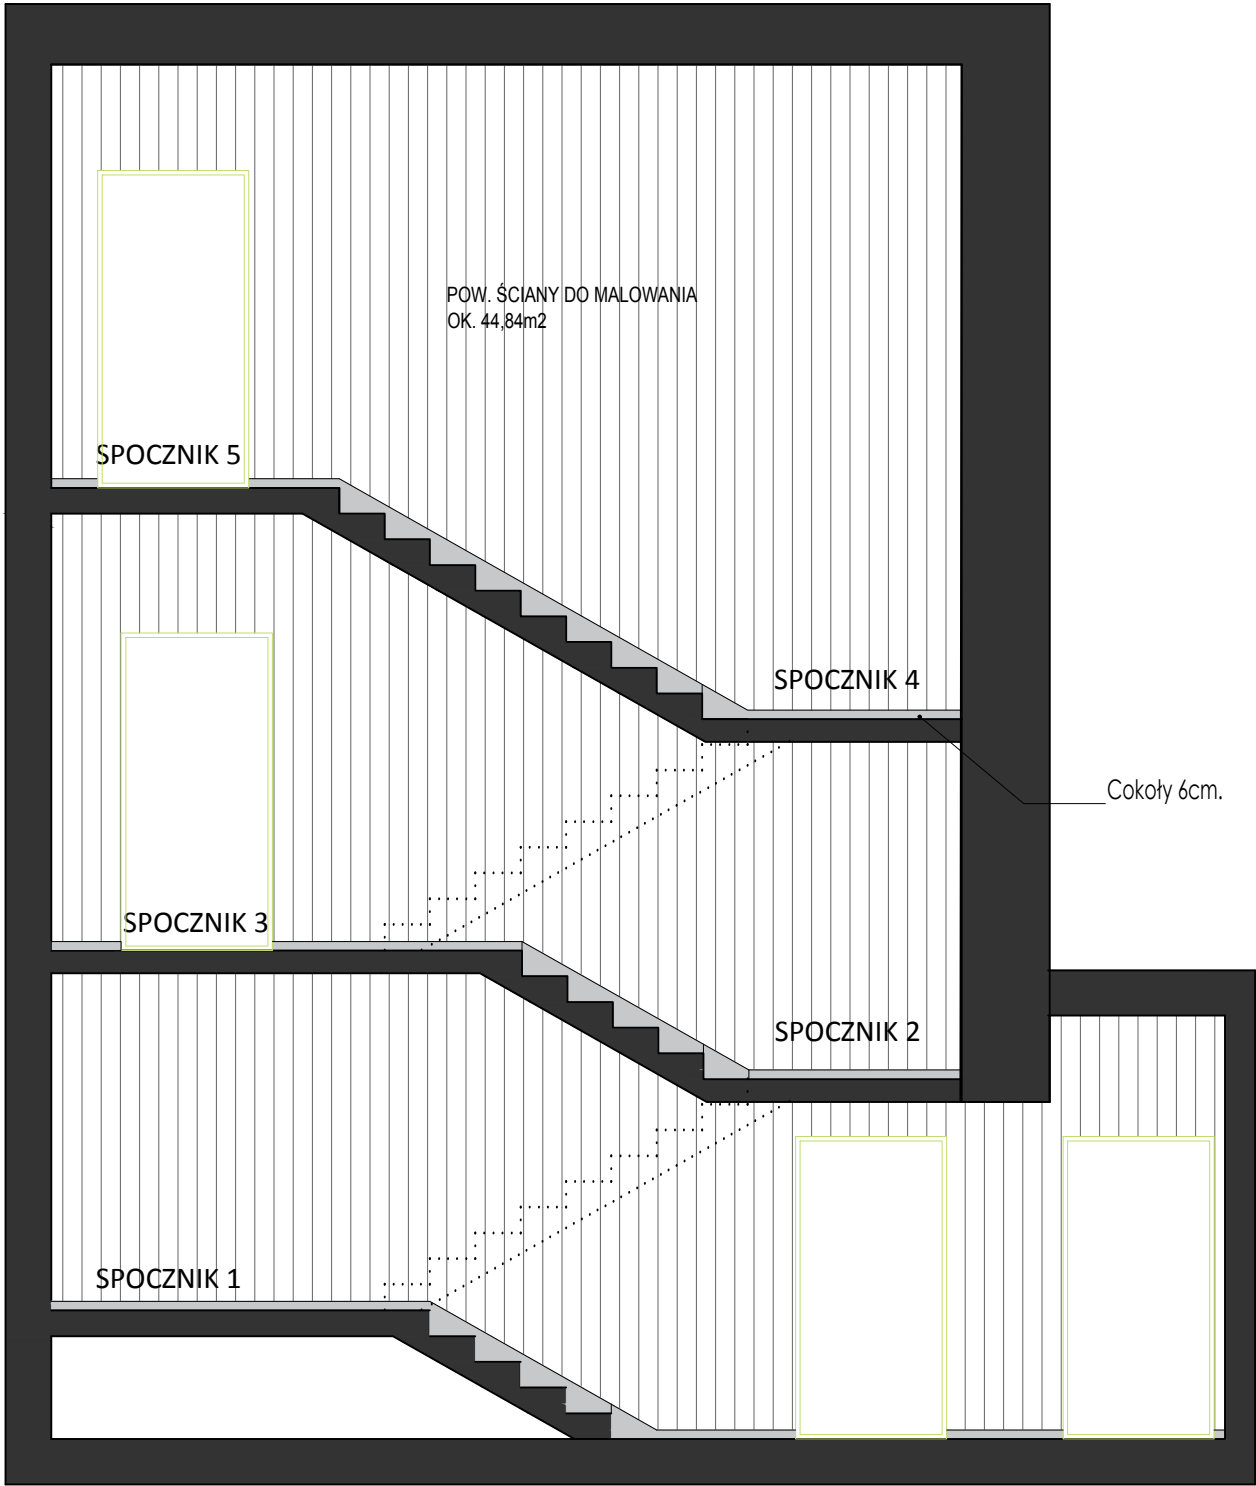 POW. ŚCIANY DO MALOWANIA
OK. 44,84m2
SPOCZNIK 5
SPOCZNIK 4
Cokoły 6cm.
SPOCZNIK 3
SPOCZNIK 2
SPOCZNIK 1